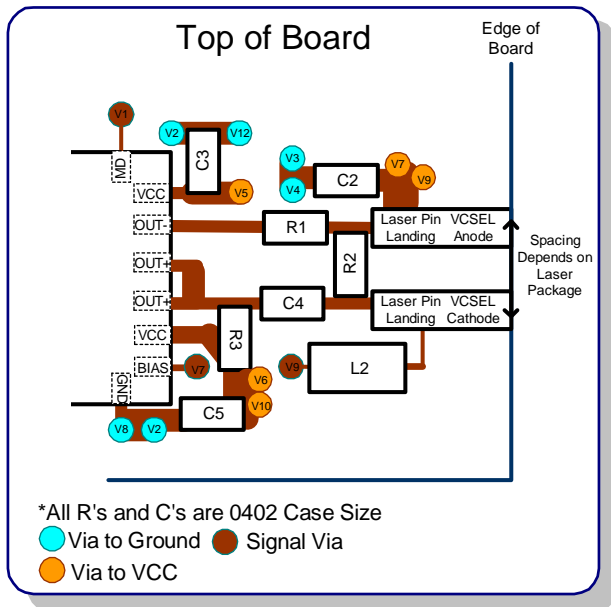 Top of Board
Edge of
Board
V1
V2
V12
C3
MD
VCC
V5
V3
V4
C2
V7
V9
OUT-
R1
Laser Pin VCSEL
Landing Anode
OUT+
R2
Spacing
Depends on
Laser
Package
OUT+
C4
Laser Pin VCSEL
Landing Cathode
VCC
R3
BIAS
V7
V9
L2
GND
V6
V10
C5
V8
V2
*All R's and C's are 0402 Case Size
Via to Ground
Signal Via
Via to VCC